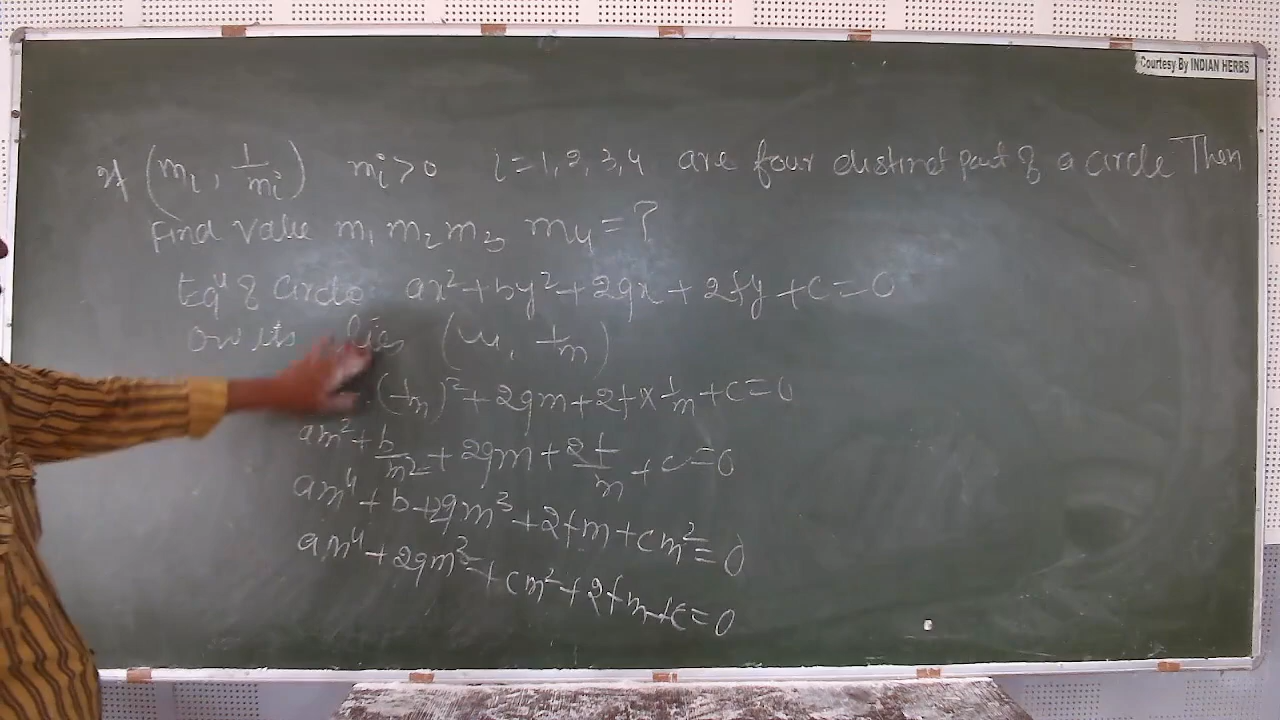 Courtesy By INDIAN HERBS
If (mi, 1/mi) mi>0 i=1,2,3,4 are four distinct point of a circle Then
Find value m₁ m₂ m₃ m₄ = ?
Eqⁿ of circle ax²+by²+2gx+2fy+c=0
lies (m, 1/m)
(1/m)²+2gm+2f×1/m+c=0
am²+b/m²+2gm+2f/m+c=0
am⁴+b+2gm³+2fm+cm²=0
am⁴+2gm³+cm²+2fm+c=0